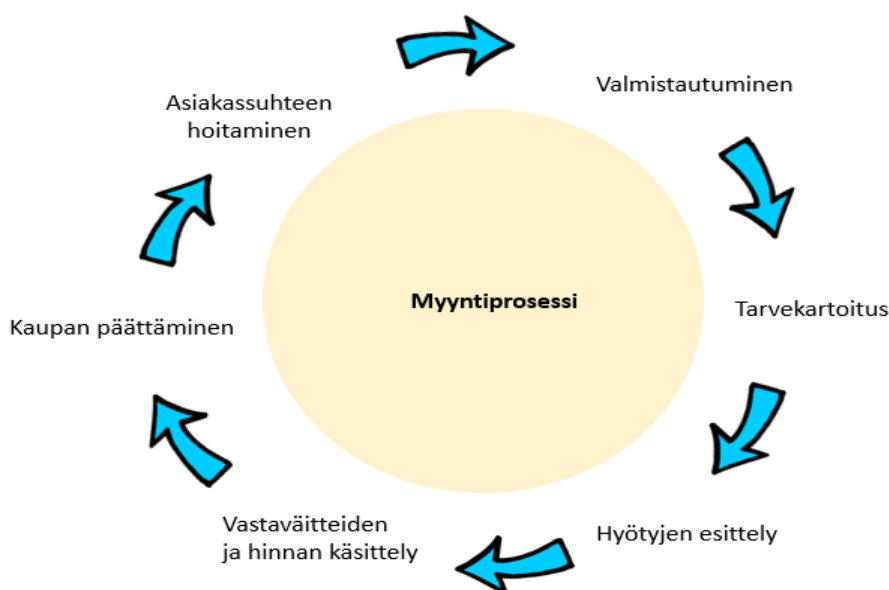 Valmistautuminen
Tarvekartoitus
Hyötyjen esittely
Vastaväitteiden
ja hinnan käsittely
Kaupan päättäminen
Asiakassuhteen
hoitaminen
Myyntiprosessi